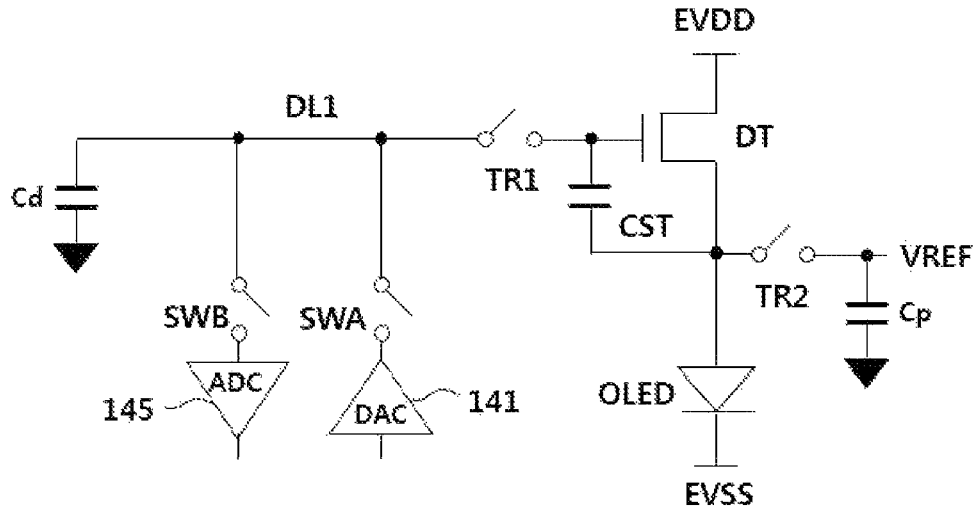 EVDD
DL1
DT
TR1
Cd
CST
VREF
TR2
SWB
SWA
Cp
ADC
OLED
145
141
DAC
EVSS